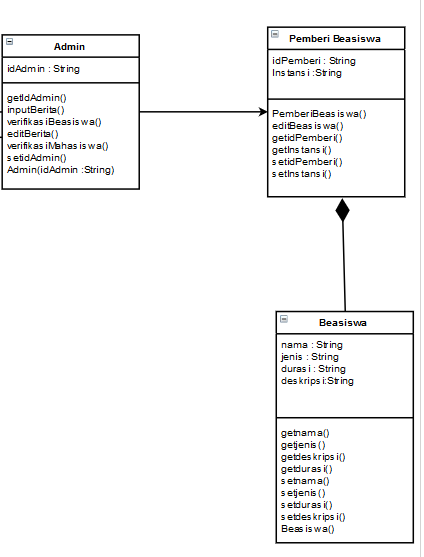 Admin
idAdmin : String
getIdAdmin()
inputBerita()
verifikasiBeasiswa()
editBerita()
verifikasiMahasiswa()
setidAdmin()
Admin(idAdmin :String)
Pemberi Beasiswa
idPemberi : String
Instansi :String
PemberiBeasiswa()
editBeasiswa()
getidPemberi()
getInstansi()
setidPemberi()
setInstansi()
Beasiswa
nama : String
jenis : String
durasi : String
deskripsi:String
getnama()
getjenis()
getdeskripsi()
getdurasi()
setnama()
setjenis()
setdurasi()
setdeskripsi()
Beasiswa()